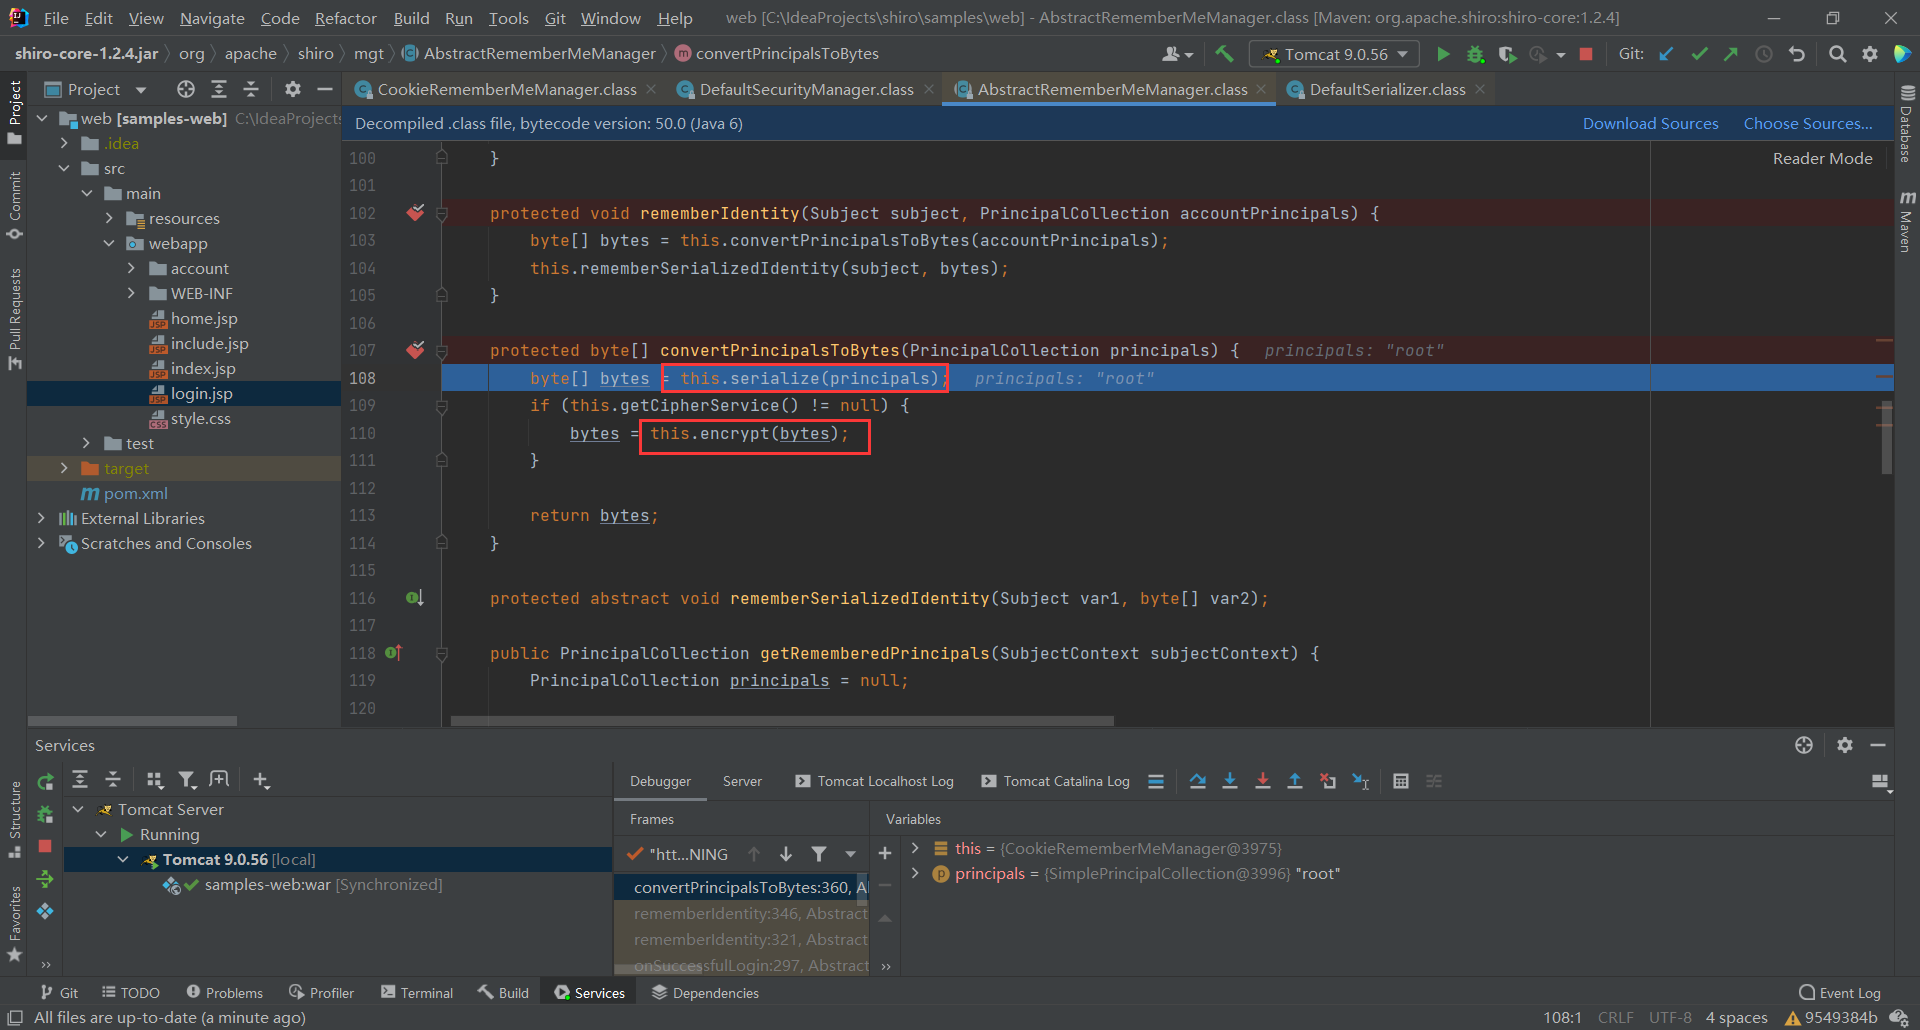 File Edit View Navigate Code Refactor Build Run Tools Git Window Help web [C:\IdeaProjects\shiro\samples\web] - AbstractRememberMeManager.class [Maven: org.apache.shiro:shiro-core:1.2.4]
shiro-core-1.2.4.jar org apache shiro mgt AbstractRememberMeManager convertPrincipalsToBytes Tomcat 9.0.56 Git:
Project CookieRememberMeManager.class DefaultSecurityManager.class AbstractRememberMeManager.class DefaultSerializer.class
Decompiled .class file, bytecode version: 50.0 (Java 6) Download Sources Choose Sources...
Reader Mode
Project
Commit
Pull Requests
Structure
Favorites
Database
Maven
web [samples-web] C:\IdeaProjects
.idea
src
main
resources
webapp
account
WEB-INF
home.jsp
include.jsp
index.jsp
login.jsp
style.css
test
target
pom.xml
External Libraries
Scratches and Consoles
100 }
101
102 protected void rememberIdentity(Subject subject, PrincipalCollection accountPrincipals) {
103 byte[] bytes = this.convertPrincipalsToBytes(accountPrincipals);
104 this.rememberSerializedIdentity(subject, bytes);
105 }
106
107 protected byte[] convertPrincipalsToBytes(PrincipalCollection principals) { principals: "root"
108 byte[] bytes = this.serialize(principals); principals: "root"
109 if (this.getCipherService() != null) {
110 bytes = this.encrypt(bytes);
111 }
112
113 return bytes;
114 }
115
116 protected abstract void rememberSerializedIdentity(Subject var1, byte[] var2);
117
118 public PrincipalCollection getRememberedPrincipals(SubjectContext subjectContext) {
119 PrincipalCollection principals = null;
120
Services
Tomcat Server
Running
Tomcat 9.0.56 [local]
samples-web:war [Synchronized]
Debugger Server Tomcat Localhost Log Tomcat Catalina Log
Frames Variables
"htt...NING
convertPrincipalsToBytes:360, A
rememberIdentity:346, Abstract
rememberIdentity:321, Abstract
onSuccessfulLogin:297, Abstract
this = {CookieRememberMeManager@3975}
principals = {SimplePrincipalCollection@3996} "root"
Git TODO Problems Profiler Terminal Build Services Dependencies Event Log
All files are up-to-date (a minute ago) 108:1 CRLF UTF-8 4 spaces 9549384b